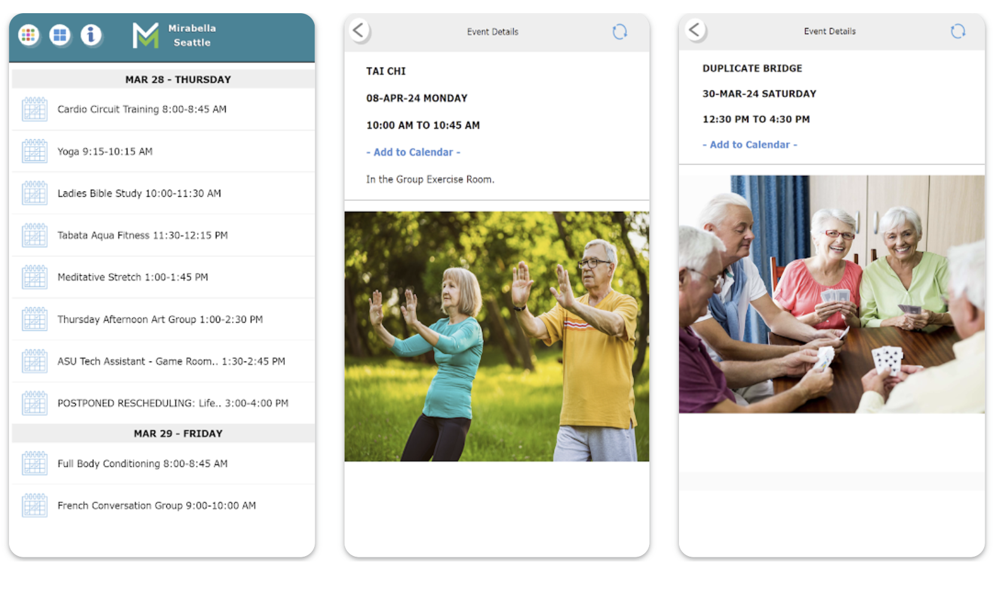 Mirabella
Seattle
MAR 28 - THURSDAY
Cardio Circuit Training 8:00-8:45 AM
Yoga 9:15-10:15 AM
Ladies Bible Study 10:00-11:30 AM
Tabata Aqua Fitness 11:30-12:15 PM
Meditative Stretch 1:00-1:45 PM
Thursday Afternoon Art Group 1:00-2:30 PM
ASU Tech Assistant - Game Room.. 1:30-2:45 PM
POSTPONED RESCHEDULING: Life.. 3:00-4:00 PM
MAR 29 - FRIDAY
Full Body Conditioning 8:00-8:45 AM
French Conversation Group 9:00-10:00 AM
Event Details
TAI CHI
08-APR-24 MONDAY
10:00 AM TO 10:45 AM
- Add to Calendar -
In the Group Exercise Room.
Event Details
DUPLICATE BRIDGE
30-MAR-24 SATURDAY
12:30 PM TO 4:30 PM
- Add to Calendar -